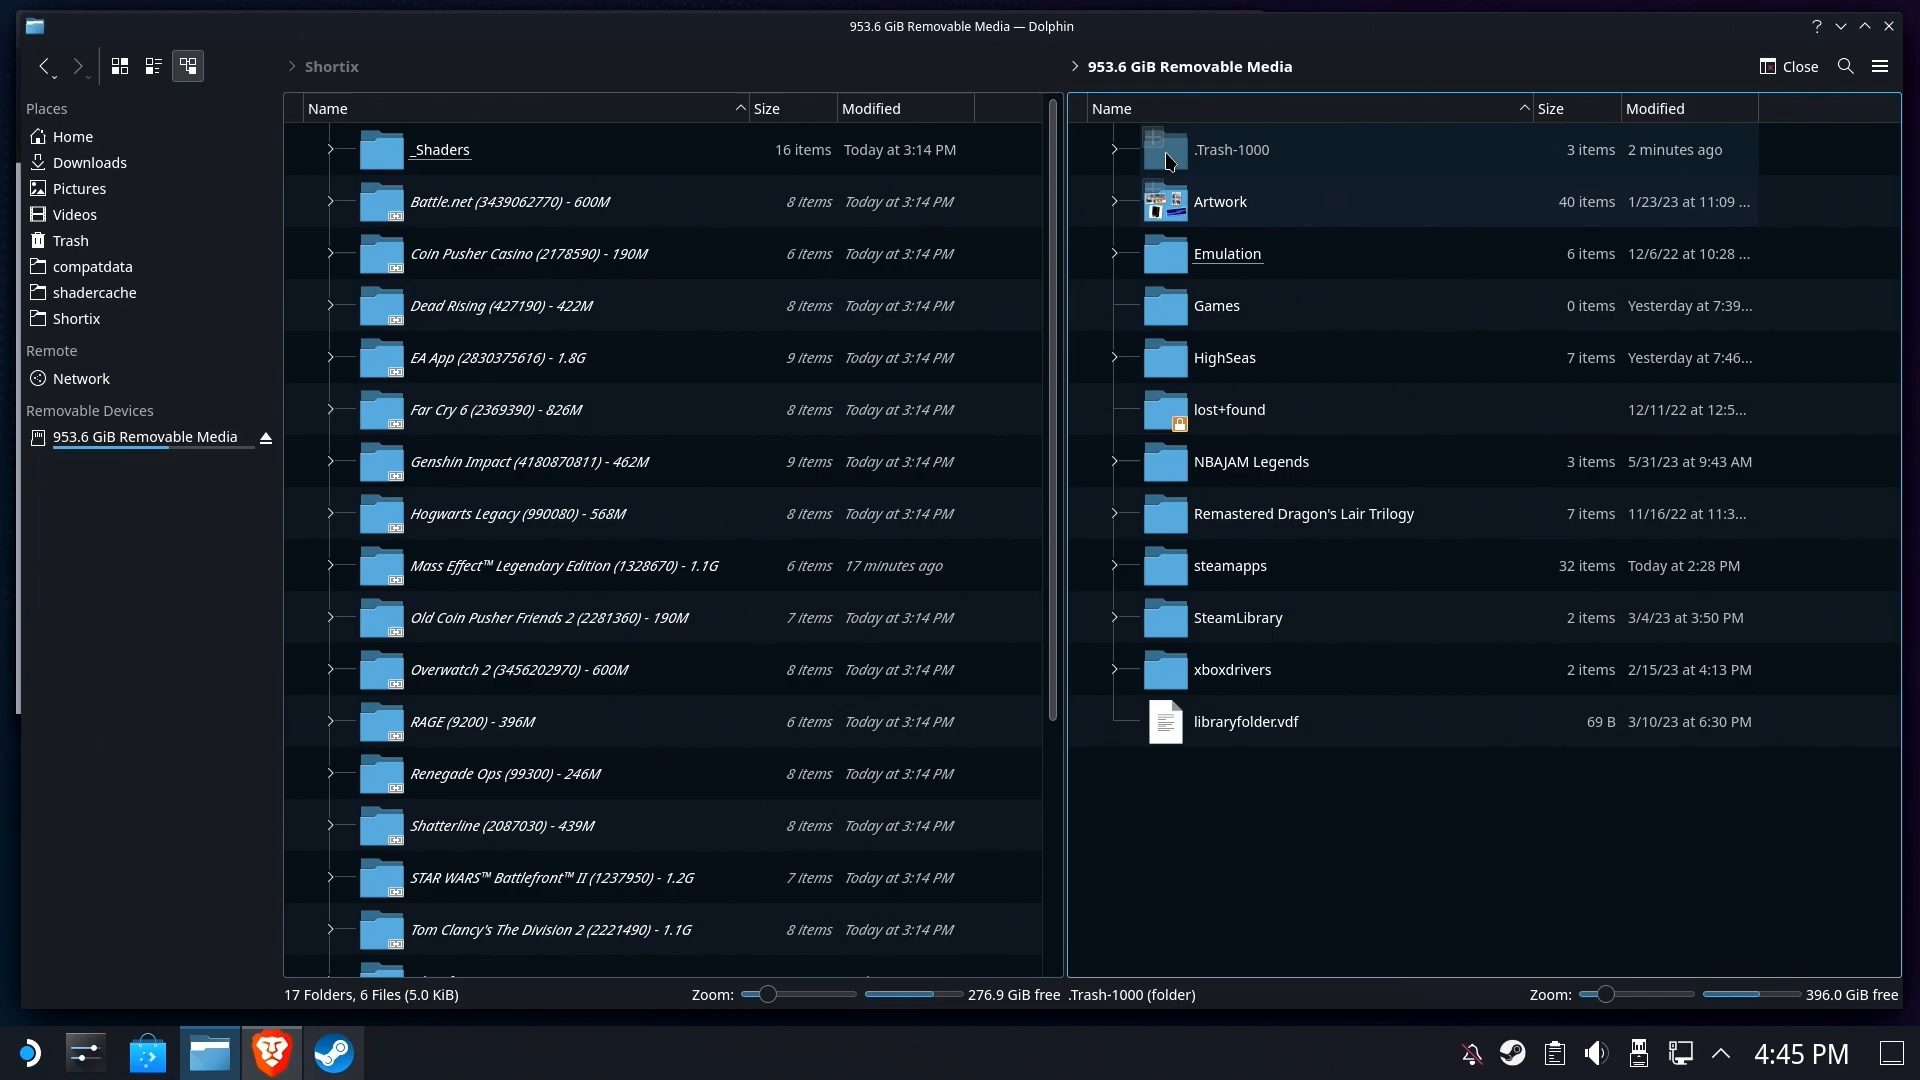 953.6 GiB Removable Media — Dolphin
Shortix
953.6 GiB Removable Media
Close
Places
Home
Downloads
Pictures
Videos
Trash
compatdata
shadercache
Shortix
Remote
Network
Removable Devices
953.6 GiB Removable Media
Name Size Modified
_Shaders 16 items Today at 3:14 PM
Battle.net (3439062770) - 600M 8 items Today at 3:14 PM
Coin Pusher Casino (2178590) - 190M 6 items Today at 3:14 PM
Dead Rising (427190) - 422M 8 items Today at 3:14 PM
EA App (2830375616) - 1.8G 9 items Today at 3:14 PM
Far Cry 6 (2369390) - 826M 8 items Today at 3:14 PM
Genshin Impact (4180870811) - 462M 9 items Today at 3:14 PM
Hogwarts Legacy (990080) - 568M 8 items Today at 3:14 PM
Mass Effect™ Legendary Edition (1328670) - 1.1G 6 items 17 minutes ago
Old Coin Pusher Friends 2 (2281360) - 190M 7 items Today at 3:14 PM
Overwatch 2 (3456202970) - 600M 8 items Today at 3:14 PM
RAGE (9200) - 396M 6 items Today at 3:14 PM
Renegade Ops (99300) - 246M 8 items Today at 3:14 PM
Shatterline (2087030) - 439M 8 items Today at 3:14 PM
STAR WARS™ Battlefront™ II (1237950) - 1.2G 7 items Today at 3:14 PM
Tom Clancy's The Division 2 (2221490) - 1.1G 8 items Today at 3:14 PM
17 Folders, 6 Files (5.0 KiB) Zoom: 276.9 GiB free
Name Size Modified
.Trash-1000 3 items 2 minutes ago
Artwork 40 items 1/23/23 at 11:09 ...
Emulation 6 items 12/6/22 at 10:28 ...
Games 0 items Yesterday at 7:39...
HighSeas 7 items Yesterday at 7:46...
lost+found 12/11/22 at 12:5...
NBAJAM Legends 3 items 5/31/23 at 9:43 AM
Remastered Dragon's Lair Trilogy 7 items 11/16/22 at 11:3...
steamapps 32 items Today at 2:28 PM
SteamLibrary 2 items 3/4/23 at 3:50 PM
xboxdrivers 2 items 2/15/23 at 4:13 PM
libraryfolder.vdf 69 B 3/10/23 at 6:30 PM
.Trash-1000 (folder) Zoom: 396.0 GiB free
4:45 PM